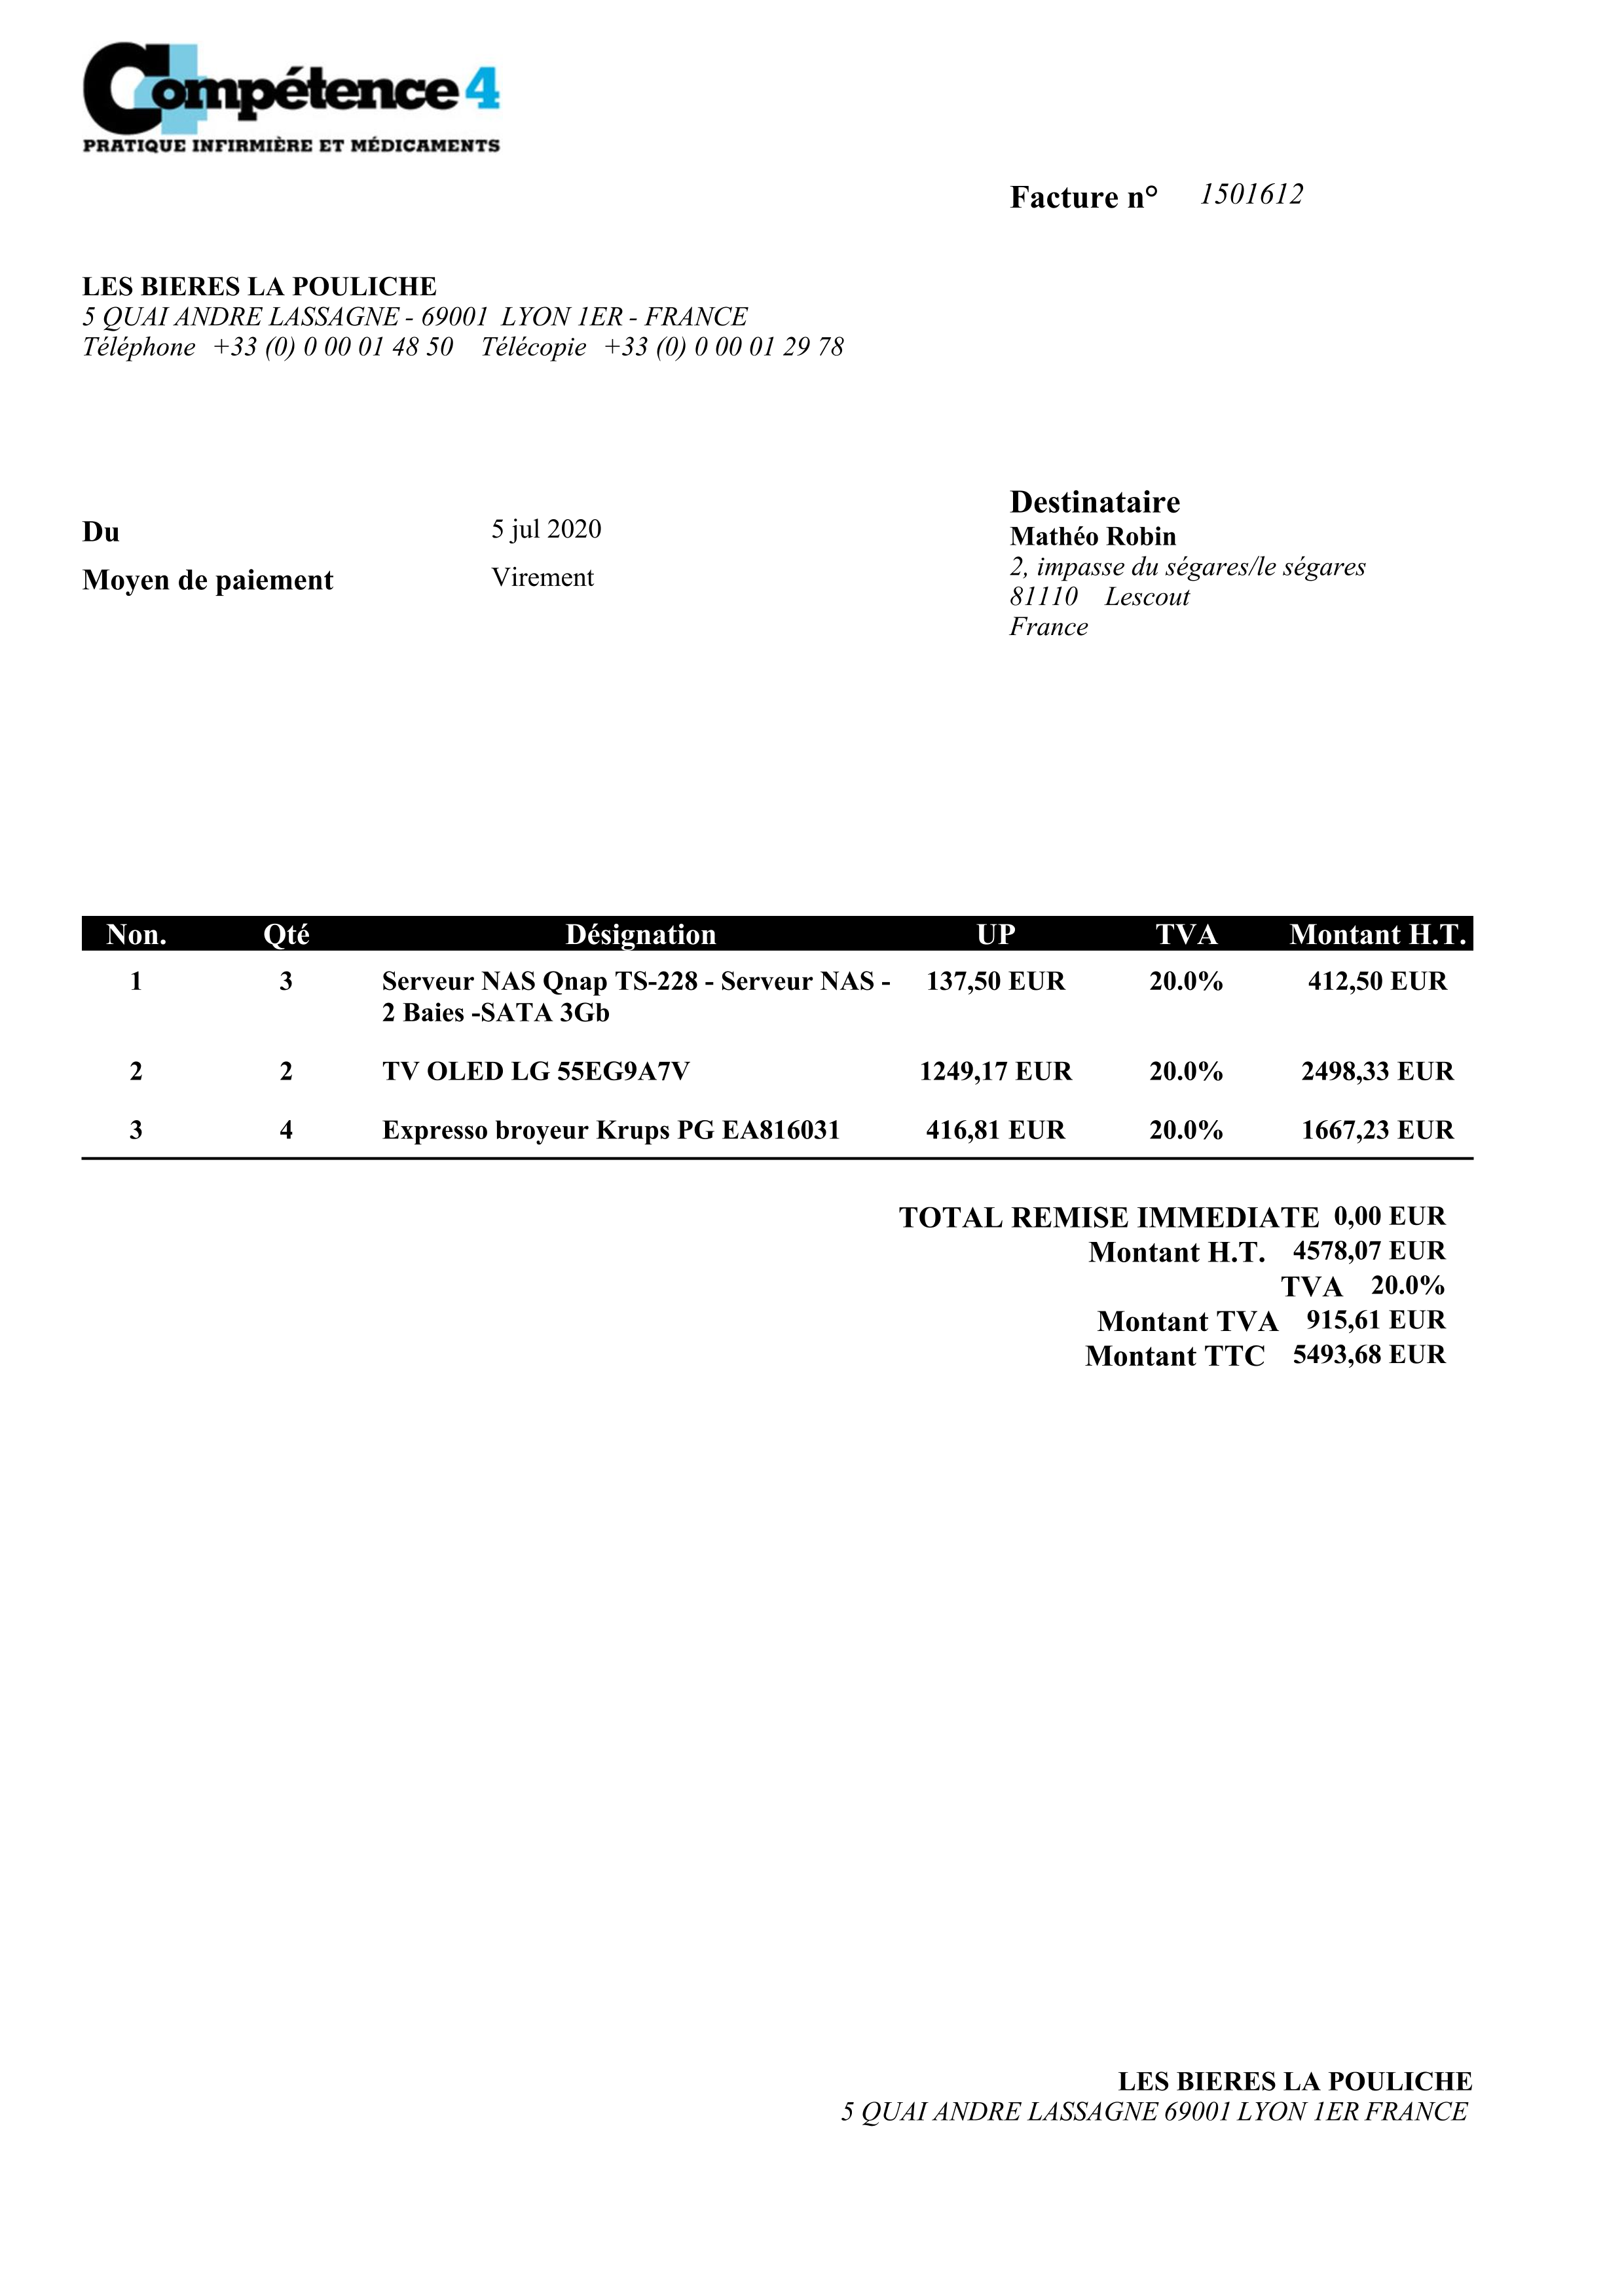 Compétence 4
PRATIQUE INFIRMIÈRE ET MÉDICAMENTS
Facture n° 1501612
LES BIERES LA POULICHE
5 QUAI ANDRE LASSAGNE - 69001 LYON 1ER - FRANCE
Téléphone +33 (0) 0 00 01 48 50 Télécopie +33 (0) 0 00 01 29 78
Du 5 jul 2020
Moyen de paiement Virement
Destinataire
Mathéo Robin
2, impasse du ségares/le ségares
81110 Lescout
France
Non. Qté Désignation UP TVA Montant H.T.
1 3 Serveur NAS Qnap TS-228 - Serveur NAS - 137,50 EUR 20.0% 412,50 EUR
2 Baies -SATA 3Gb
2 2 TV OLED LG 55EG9A7V 1249,17 EUR 20.0% 2498,33 EUR
3 4 Expresso broyeur Krups PG EA816031 416,81 EUR 20.0% 1667,23 EUR
TOTAL REMISE IMMEDIATE 0,00 EUR
Montant H.T. 4578,07 EUR
TVA 20.0%
Montant TVA 915,61 EUR
Montant TTC 5493,68 EUR
LES BIERES LA POULICHE
5 QUAI ANDRE LASSAGNE 69001 LYON 1ER FRANCE